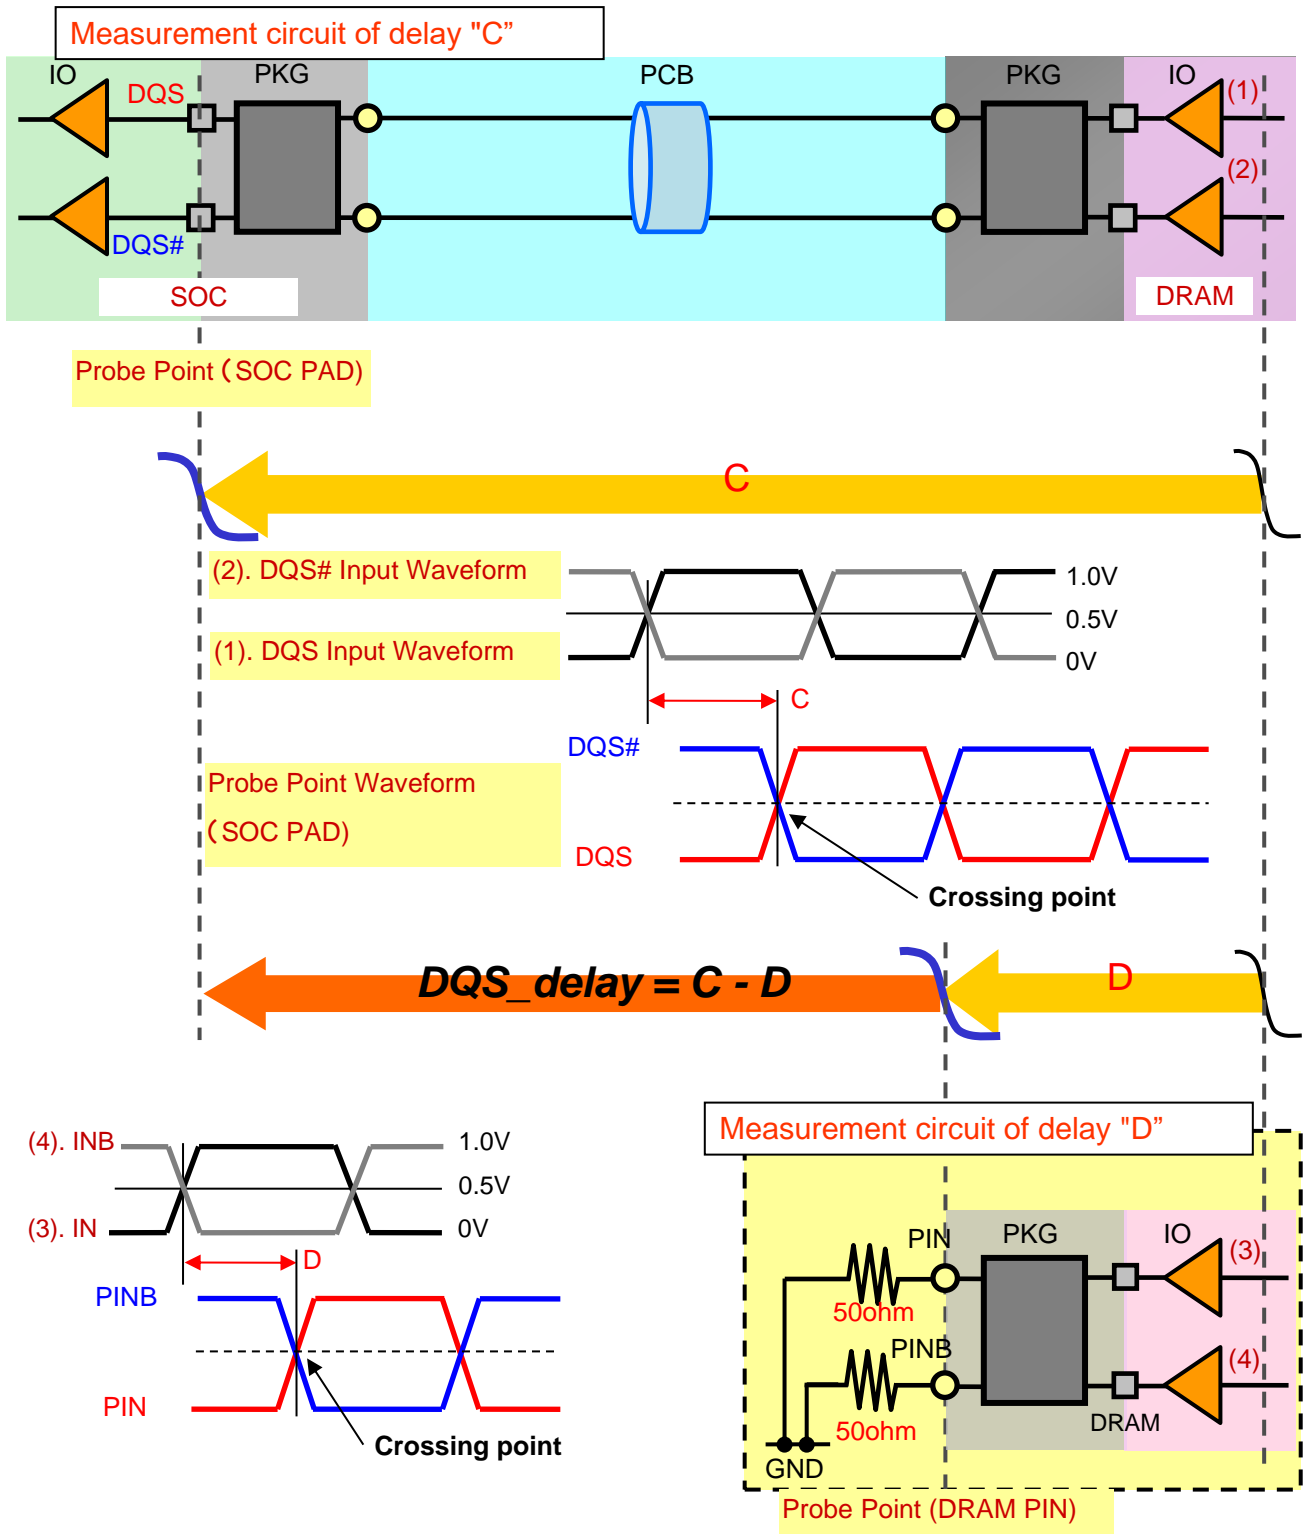 Measurement circuit of delay "C”
IO
PKG
PCB
PKG
IO
DQS
(1)
(2)
DQS#
SOC
DRAM
Probe Point（SOC PAD)
C
(2). DQS# Input Waveform
1.0V
0.5V
(1). DQS Input Waveform
0V
C
DQS#
Probe Point Waveform
（SOC PAD)
DQS
Crossing point
DQS_delay = C - D
D
Measurement circuit of delay "D”
(4). INB
1.0V
0.5V
(3). IN
0V
D
PINB
PIN
Crossing point
PIN
PKG
IO
(3)
50ohm
PINB
(4)
50ohm
DRAM
GND
Probe Point (DRAM PIN)